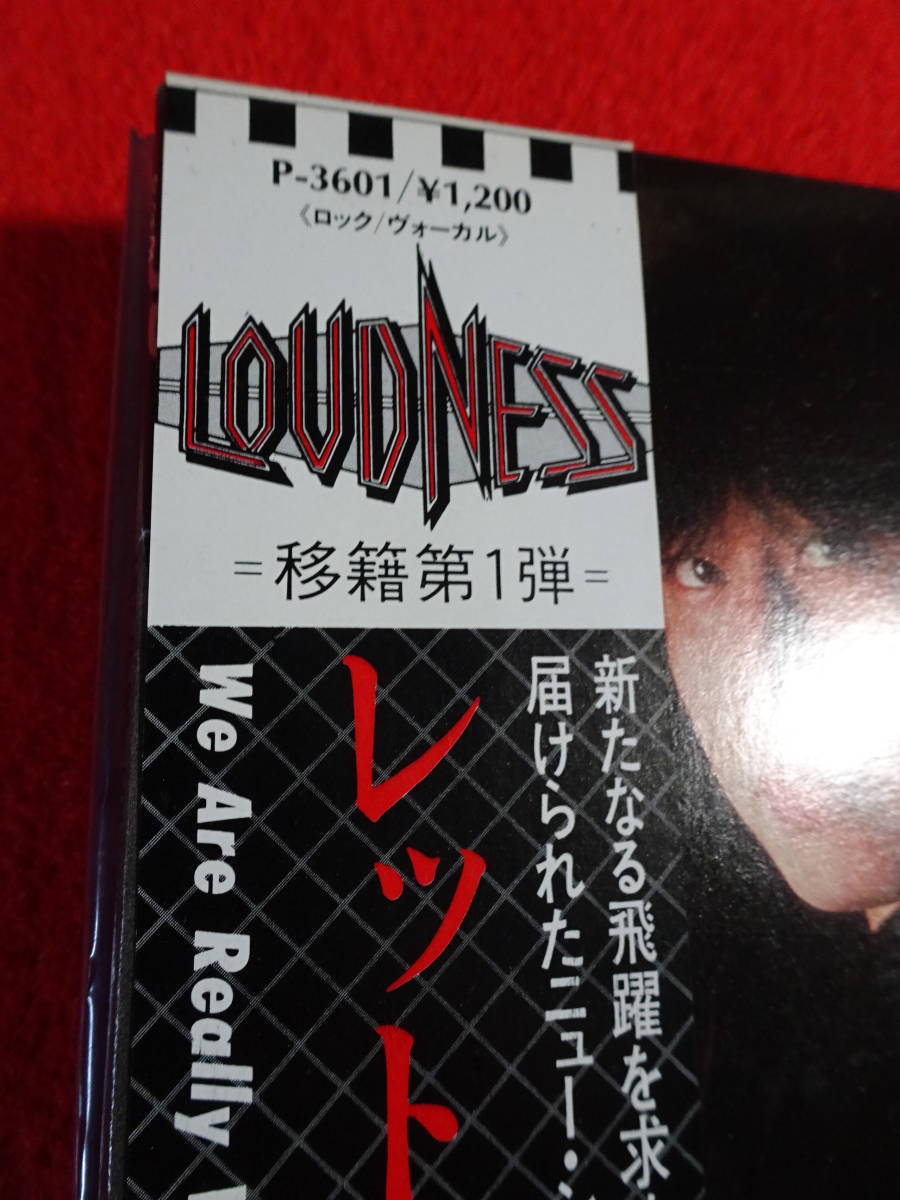 P-3601/¥1,200
《ロック/ヴォーカル》
LOUDNESS
=移籍第1弾=
新たなる飛躍を求
届けられたニュー・
レット
We Are Really